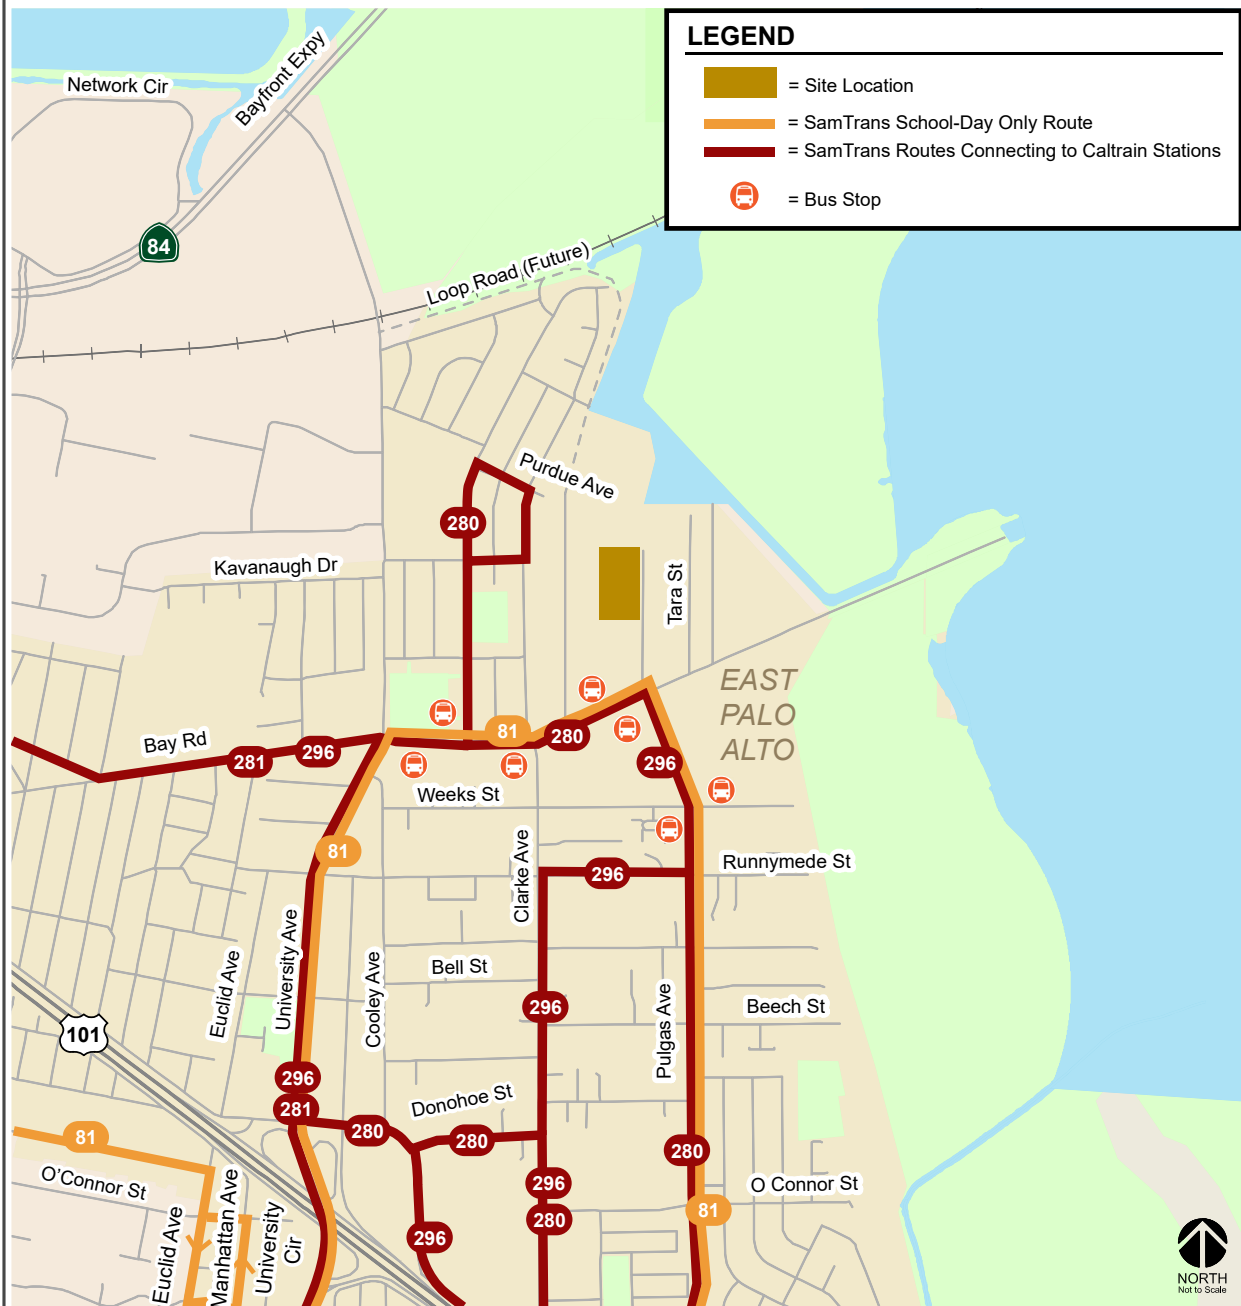 LEGEND
= Site Location
= SamTrans School-Day Only Route
= SamTrans Routes Connecting to Caltrain Stations
= Bus Stop
Network Cir
Bayfront Expy
84
Loop Road (Future)
Purdue Ave
280
Kavanaugh Dr
Tara St
EAST
PALO
ALTO
Bay Rd
281
296
81
280
296
Weeks St
81
Clarke Ave
296
Runnymede St
University Ave
Euclid Ave
Cooley Ave
Bell St
296
Pulgas Ave
Beech St
101
296
281
280
Donohoe St
280
81
280
O'Connor St
296
280
O Connor St
81
296
Euclid Ave
Manhattan Ave
University
Cir
NORTH
Not to Scale